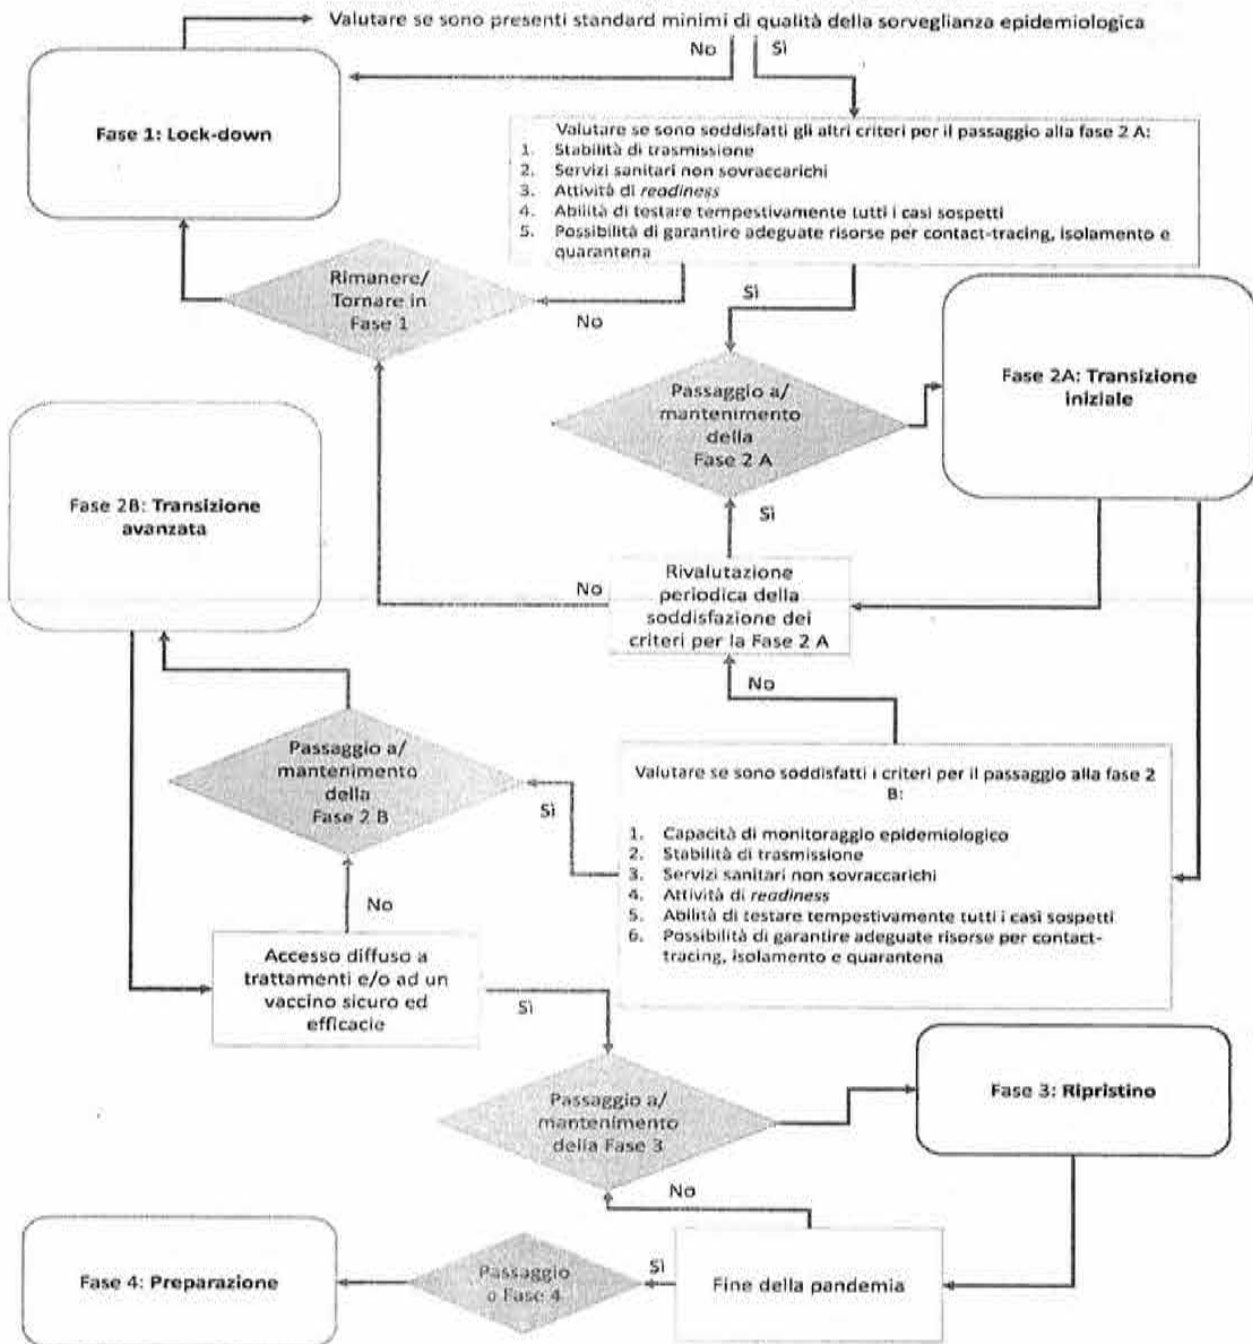 Valutare se sono presenti standard minimi di qualità della sorveglianza epidemiologica
No
Sì
Fase 1: Lock-down
Valutare se sono soddisfatti gli altri criteri per il passaggio alla fase 2 A:
1. Stabilità di trasmissione
2. Servizi sanitari non sovraccarichi
3. Attività di readiness
4. Abilità di testare tempestivamente tutti i casi sospetti
5. Possibilità di garantire adeguate risorse per contact-tracing, isolamento e
quarantena
Rimanere/
Tornare in
Fase 1
No
Sì
Passaggio a/
mantenimento
della
Fase 2 A
Fase 2A: Transizione
iniziale
Fase 2B: Transizione
avanzata
Sì
No
Rivalutazione
periodica della
soddisfazione dei
criteri per la Fase 2 A
No
Passaggio a/
mantenimento
della
Fase 2 B
Sì
Valutare se sono soddisfatti i criteri per il passaggio alla fase 2
B:
1. Capacità di monitoraggio epidemiologico
2. Stabilità di trasmissione
3. Servizi sanitari non sovraccarichi
4. Attività di readiness
5. Abilità di testare tempestivamente tutti i casi sospetti
6. Possibilità di garantire adeguate risorse per contact-
tracing, isolamento e quarantena
No
Accesso diffuso a
trattamenti e/o ad un
vaccino sicuro ed
efficacie
Sì
Passaggio a/
mantenimento
della Fase 3
Fase 3: Ripristino
No
Fase 4: Preparazione
Passaggio
o Fase 4
Sì
Fine della pandemia